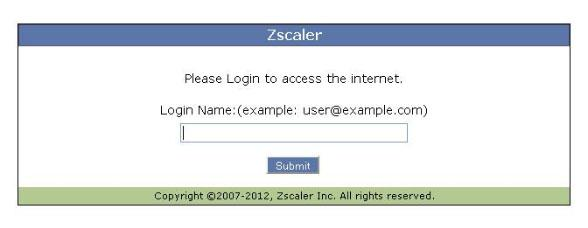 Zscaler
Please Login to access the internet.
Login Name:(example: user@example.com)
Submit
Copyright ©2007-2012, Zscaler Inc. All rights reserved.